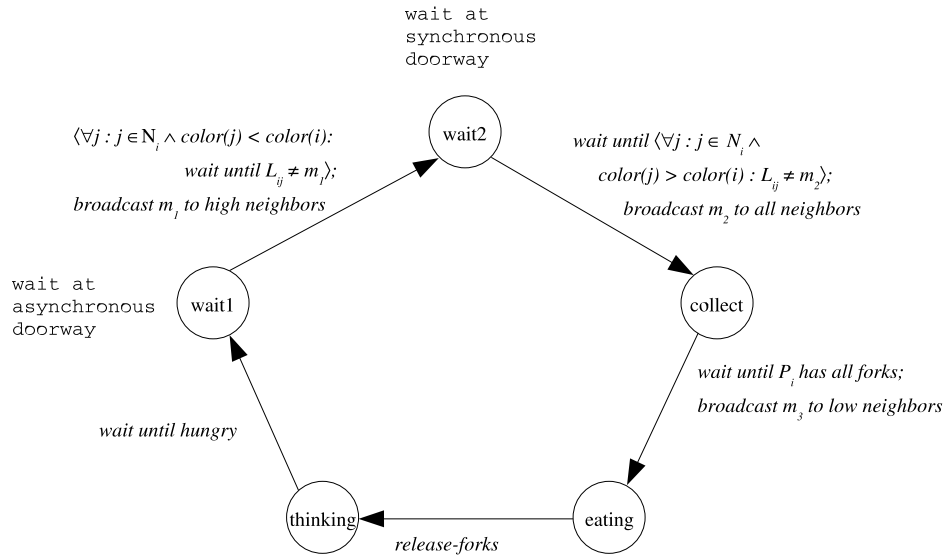 wait at
synchronous
doorway
wait2
⟨∀j : j ∈ N_i ∧ color(j) < color(i):
wait until L_ij ≠ m_1⟩;
broadcast m_1 to high neighbors
wait until ⟨∀j : j ∈ N_i ∧
color(j) > color(i) : L_ij ≠ m_2⟩;
broadcast m_2 to all neighbors
wait at
asynchronous
doorway
wait1
collect
wait until P_i has all forks;
broadcast m_3 to low neighbors
wait until hungry
thinking
eating
release-forks